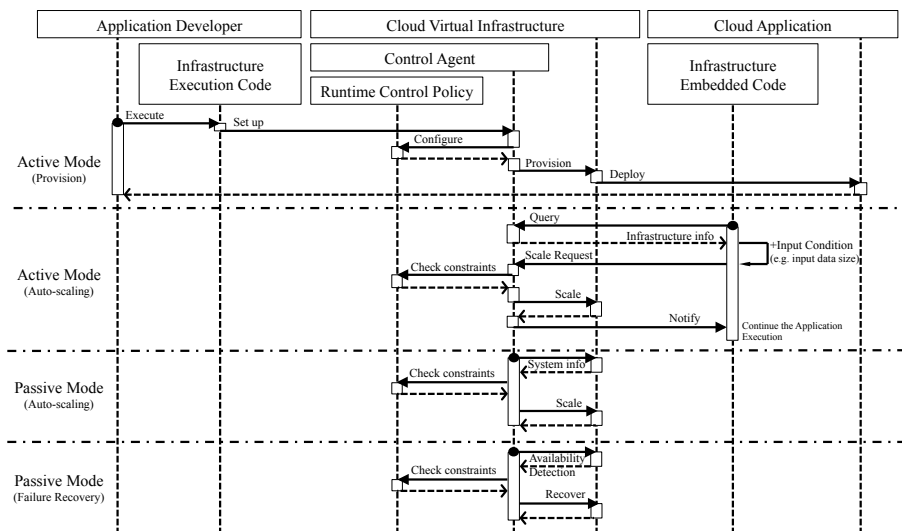 Application Developer
Cloud Virtual Infrastructure
Cloud Application
Infrastructure
Execution Code
Control Agent
Infrastructure
Embedded Code
Runtime Control Policy
Execute
Set up
Configure
Active Mode
(Provision)
Provision
Deploy
Query
Infrastructure info
+Input Condition
(e.g. input data size)
Scale Request
Active Mode
(Auto-scaling)
Check constraints
Scale
Notify
Continue the Application
Execution
Passive Mode
(Auto-scaling)
System info
Check constraints
Scale
Passive Mode
(Failure Recovery)
Availability
Detection
Check constraints
Recover